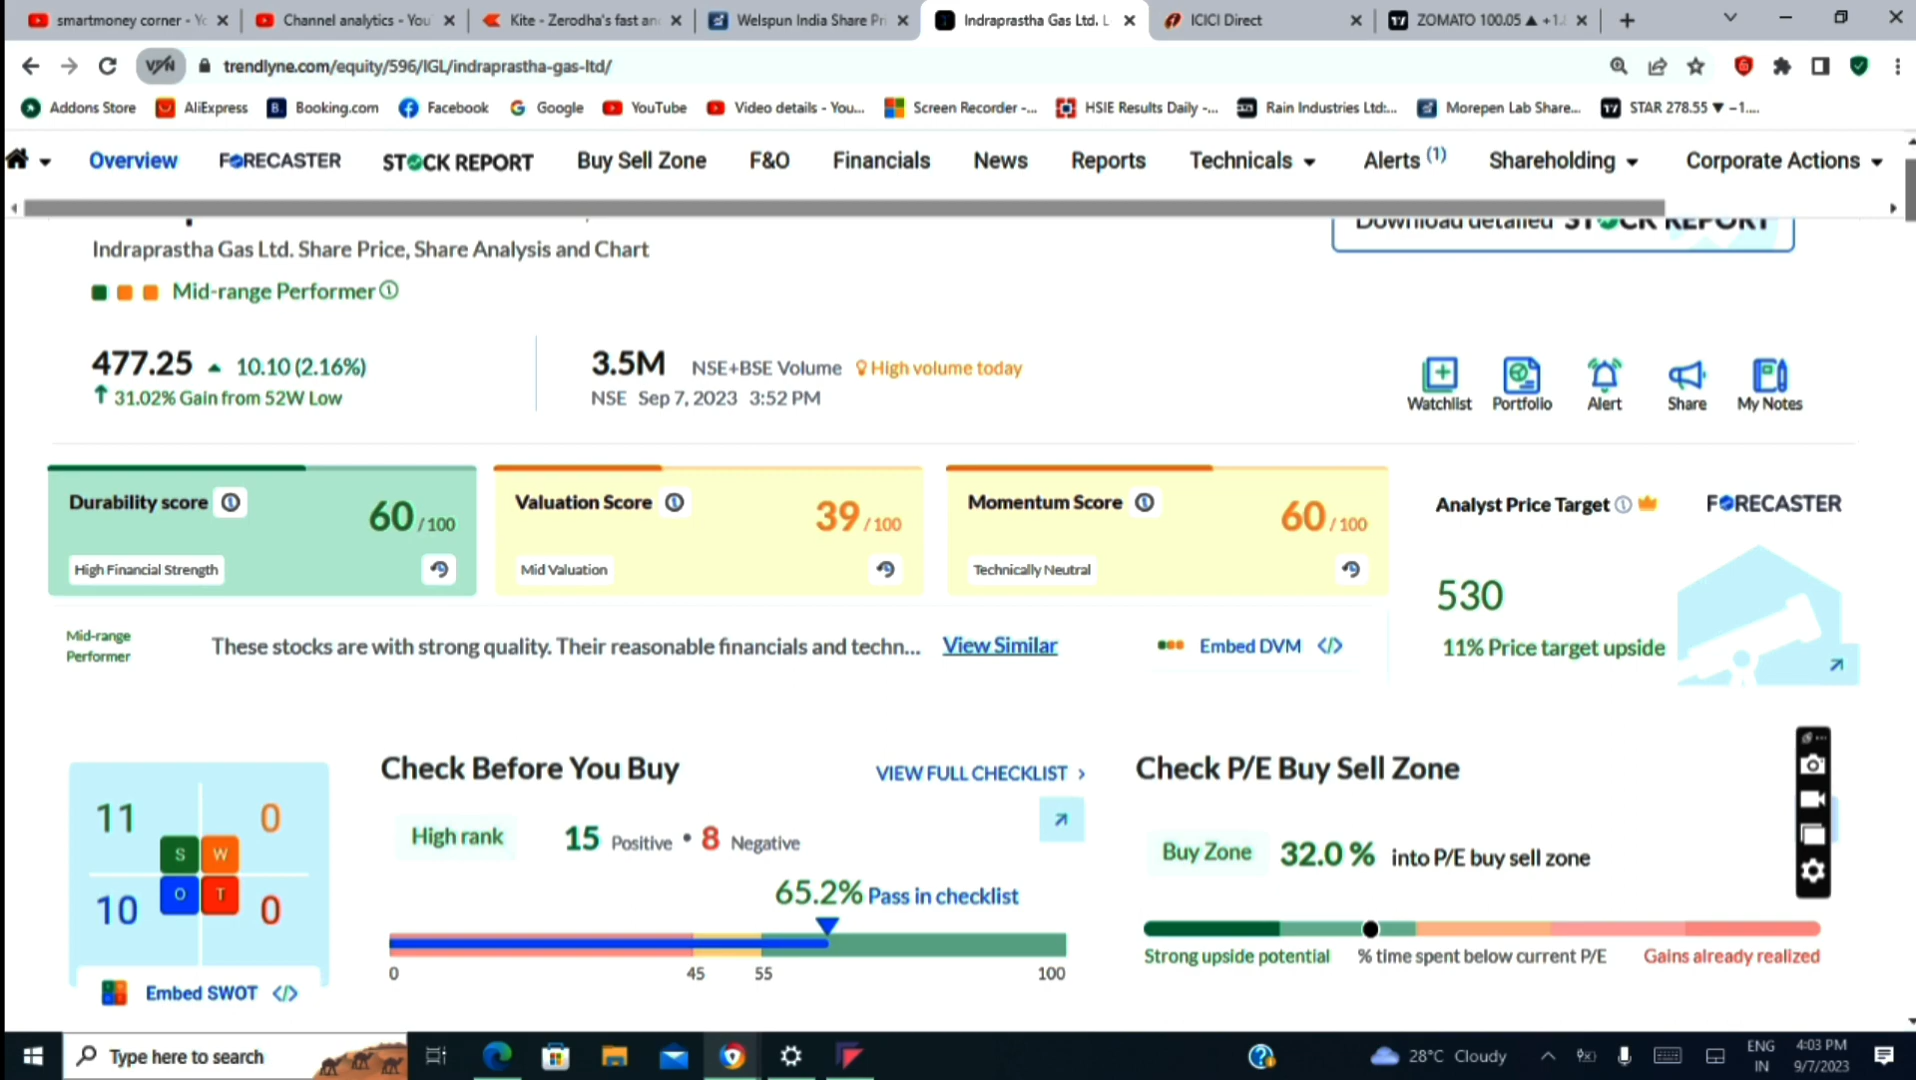 smartmoney corner - Yo
Channel analytics - You
Kite - Zerodha's fast an
Welspun India Share Pri
Indraprastha Gas Ltd. L
ICICI Direct
ZOMATO 100.05 ▲ +1.
VPN
trendlyne.com/equity/596/IGL/indraprastha-gas-ltd/
Addons Store
AliExpress
Booking.com
Facebook
Google
YouTube
Video details - You...
Screen Recorder -...
HSIE Results Daily -...
Rain Industries Ltd:...
Morepen Lab Share...
STAR 278.55 ▼ −1....
Overview
FORECASTER
STOCK REPORT
Buy Sell Zone
F&O
Financials
News
Reports
Technicals
Alerts (1)
Shareholding
Corporate Actions
Download detailed STOCK REPORT
Indraprastha Gas Ltd. Share Price, Share Analysis and Chart
Mid-range Performer
477.25 10.10 (2.16%)
31.02% Gain from 52W Low
3.5M NSE+BSE Volume High volume today
NSE Sep 7, 2023 3:52 PM
Watchlist
Portfolio
Alert
Share
My Notes
Durability score
60 / 100
High Financial Strength
Valuation Score
39 / 100
Mid Valuation
Momentum Score
60 / 100
Technically Neutral
Analyst Price Target
FORECASTER
530
11% Price target upside
Mid-range
Performer
These stocks are with strong quality. Their reasonable financials and techn...
View Similar
Embed DVM </>
11 0
S W
O T
10 0
Embed SWOT </>
Check Before You Buy
VIEW FULL CHECKLIST >
High rank
15 Positive • 8 Negative
65.2% Pass in checklist
0 45 55 100
Check P/E Buy Sell Zone
Buy Zone 32.0 % into P/E buy sell zone
Strong upside potential
% time spent below current P/E
Gains already realized
Type here to search
28°C Cloudy
ENG
IN
4:03 PM
9/7/2023